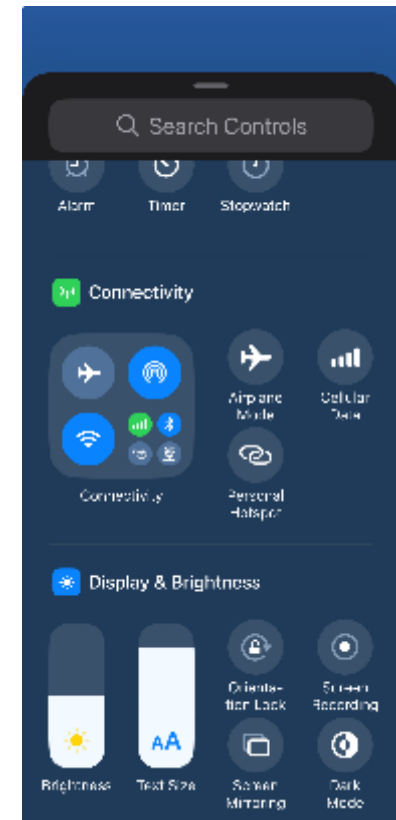 Search Controls
Alarm Timer Stopwatch
Connectivity
Airplane
Mode
Cellular
Data
Connectivity
Personal
Hotspot
Display & Brightness
AA
Orienta-
tion Lock
Screen
Recording
Brightness Text Size
Screen
Mirroring
Dark
Mode